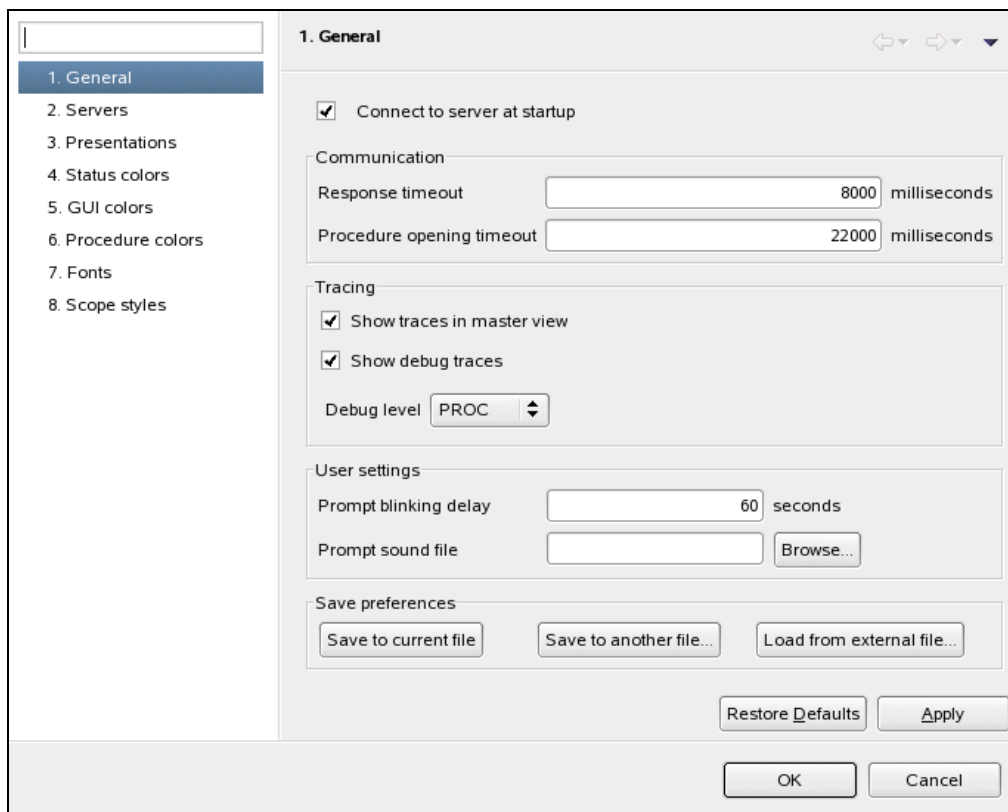 1. General
2. Servers
3. Presentations
4. Status colors
5. GUI colors
6. Procedure colors
7. Fonts
8. Scope styles
1. General
Connect to server at startup
Communication
Response timeout 8000 milliseconds
Procedure opening timeout 22000 milliseconds
Tracing
Show traces in master view
Show debug traces
Debug level PROC
User settings
Prompt blinking delay 60 seconds
Prompt sound file Browse...
Save preferences
Save to current file Save to another file... Load from external file...
Restore Defaults Apply
OK Cancel